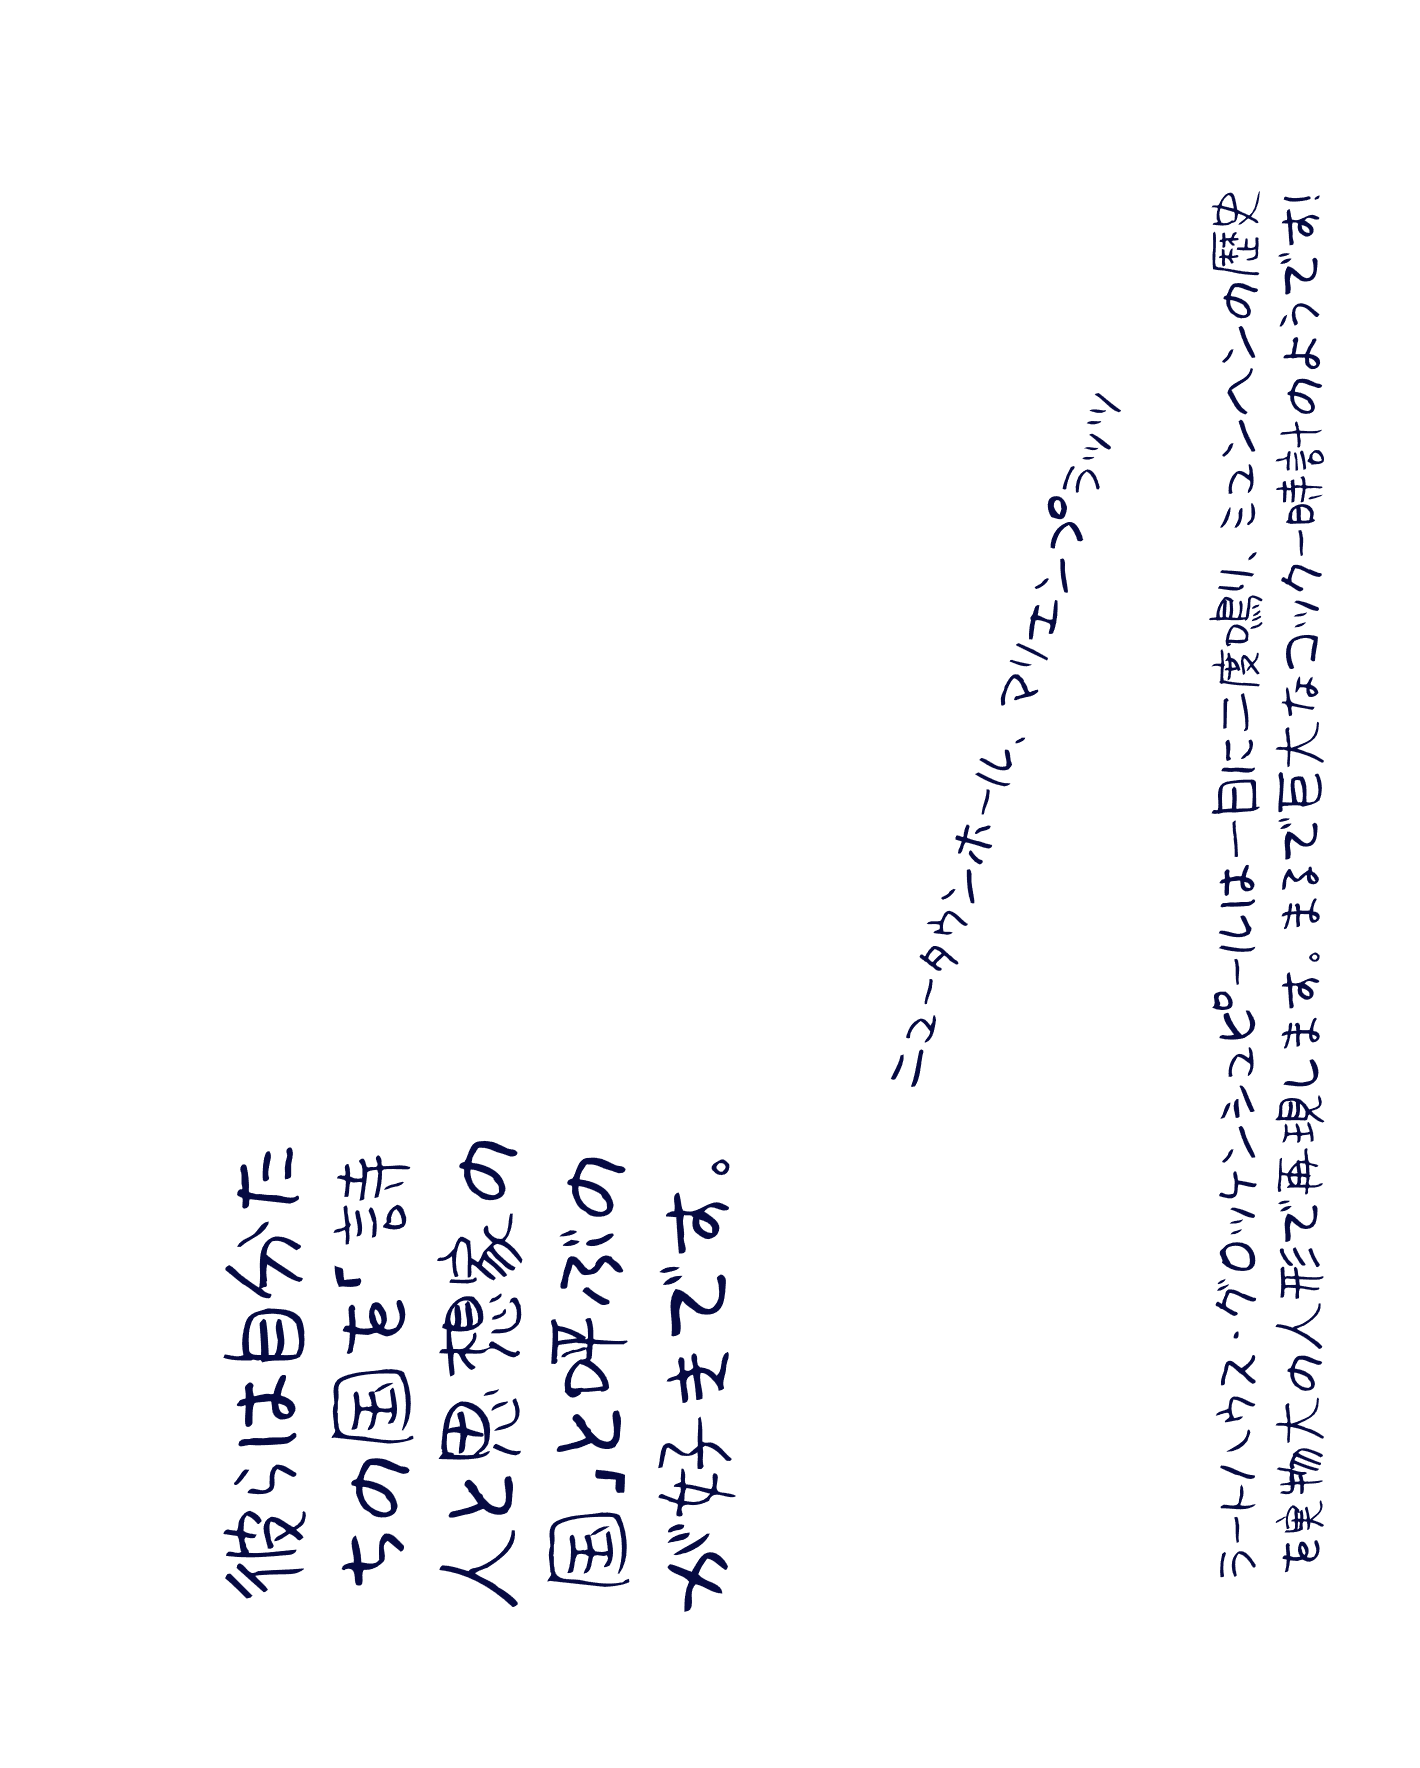 彼らは自分た
ちの国を「詩
人と思想家の
国」と呼ぶの
が好きです。
ニュータウンホール、マリエンプラッツ
ラートハウス・グロッケンシュピールは一日に二度鳴り、ミュンヘンの歴史
を実物大の人形で再現します。まるで巨大なコックー時計のようです!